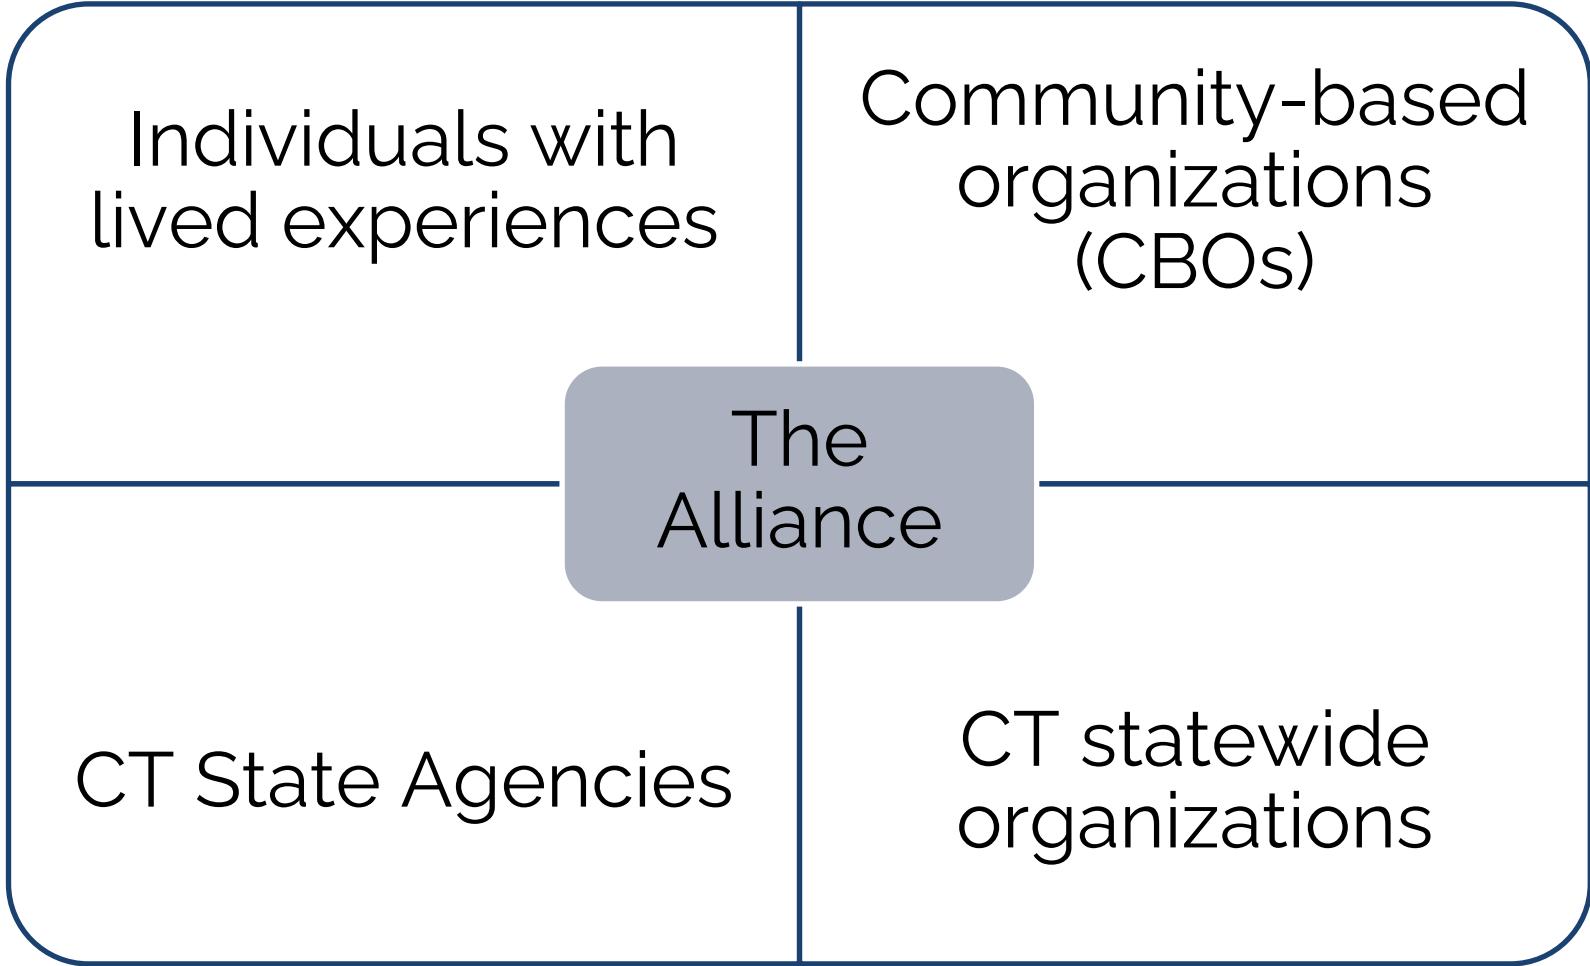 Individuals with
lived experiences
Community-based
organizations
(CBOs)
The
Alliance
CT State Agencies
CT statewide
organizations